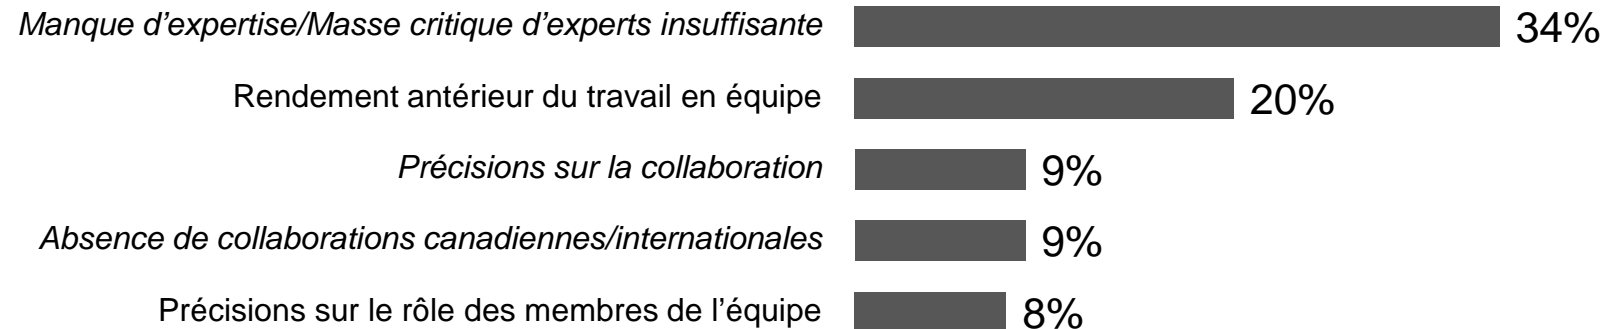 Manque d’expertise/Masse critique d’experts insuffisante 34%
Rendement antérieur du travail en équipe 20%
Précisions sur la collaboration 9%
Absence de collaborations canadiennes/internationales 9%
Précisions sur le rôle des membres de l’équipe 8%